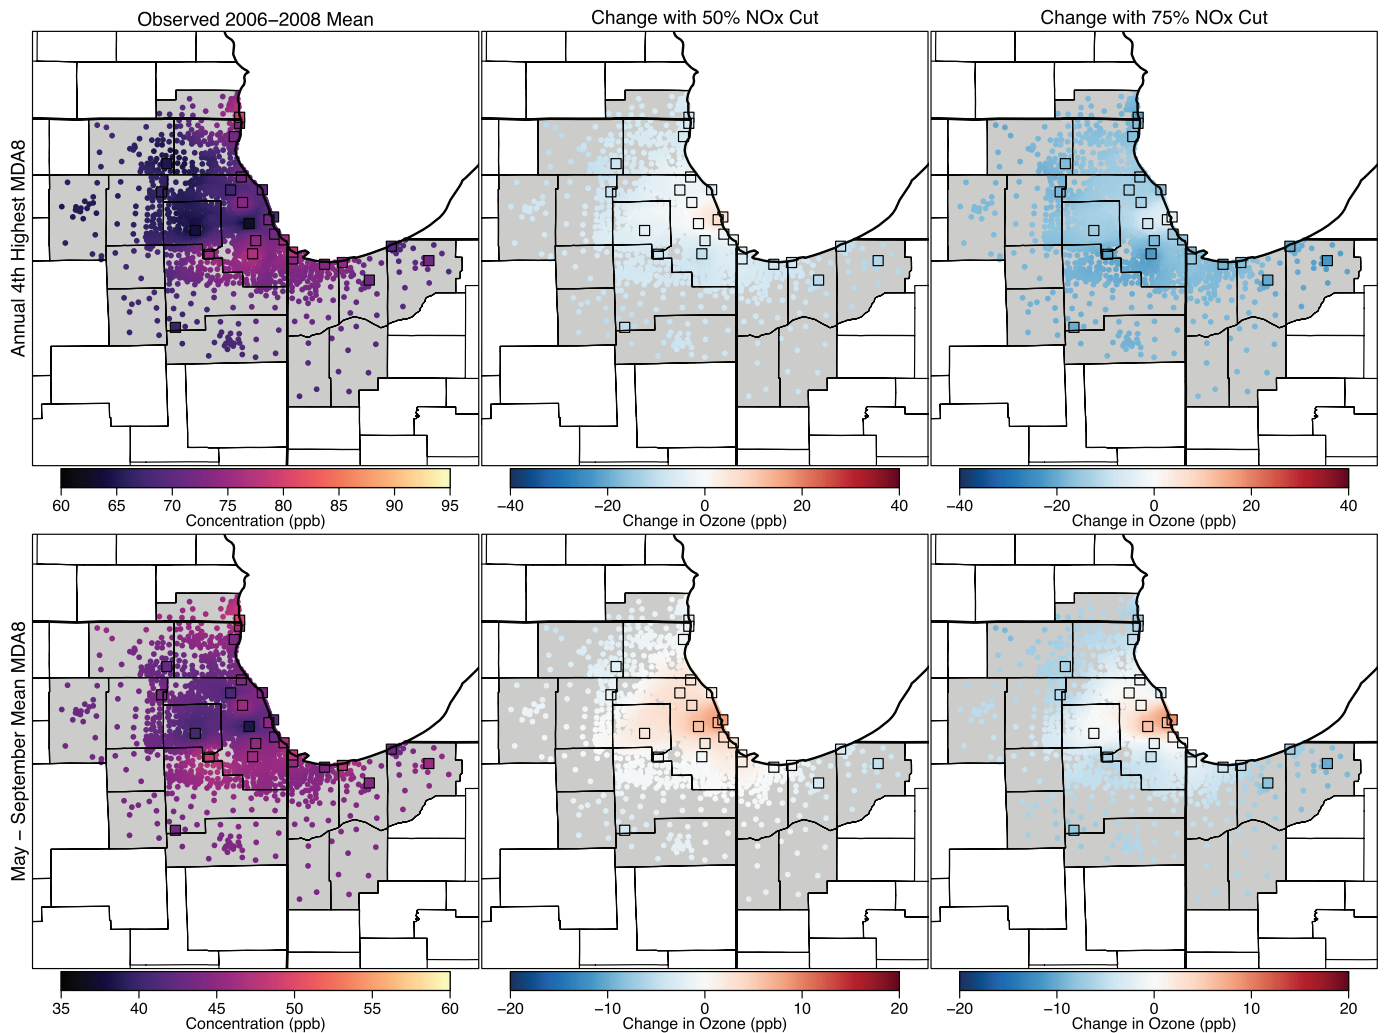 Observed 2006−2008 Mean
Change with 50% NOx Cut
Change with 75% NOx Cut
Annual 4th Highest MDA8
60 65 70 75 80 85 90 95
Concentration (ppb)
−40 −20 0 20 40
Change in Ozone (ppb)
−40 −20 0 20 40
Change in Ozone (ppb)
May − September Mean MDA8
35 40 45 50 55 60
Concentration (ppb)
−20 −10 0 10 20
Change in Ozone (ppb)
−20 −10 0 10 20
Change in Ozone (ppb)